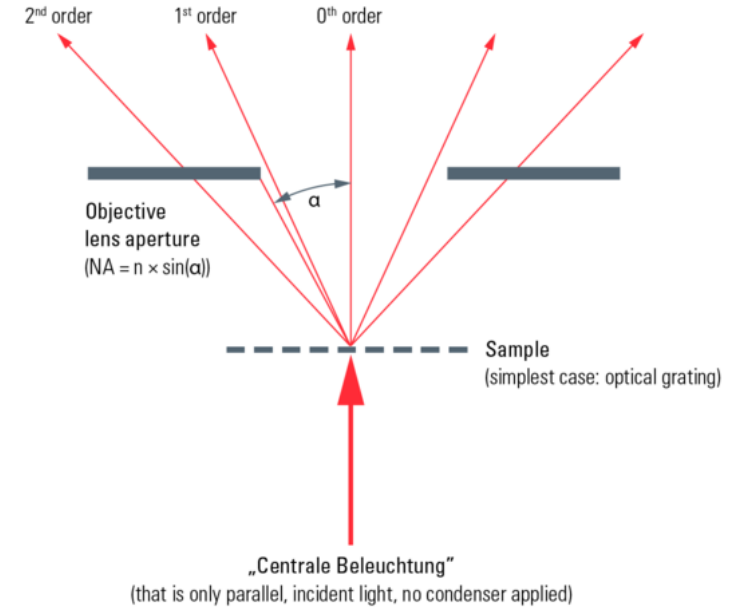 2nd order 1st order 0th order
α
Objective
lens aperture
(NA = n × sin(α))
Sample
(simplest case: optical grating)
„Centrale Beleuchtung”
(that is only parallel, incident light, no condenser applied)